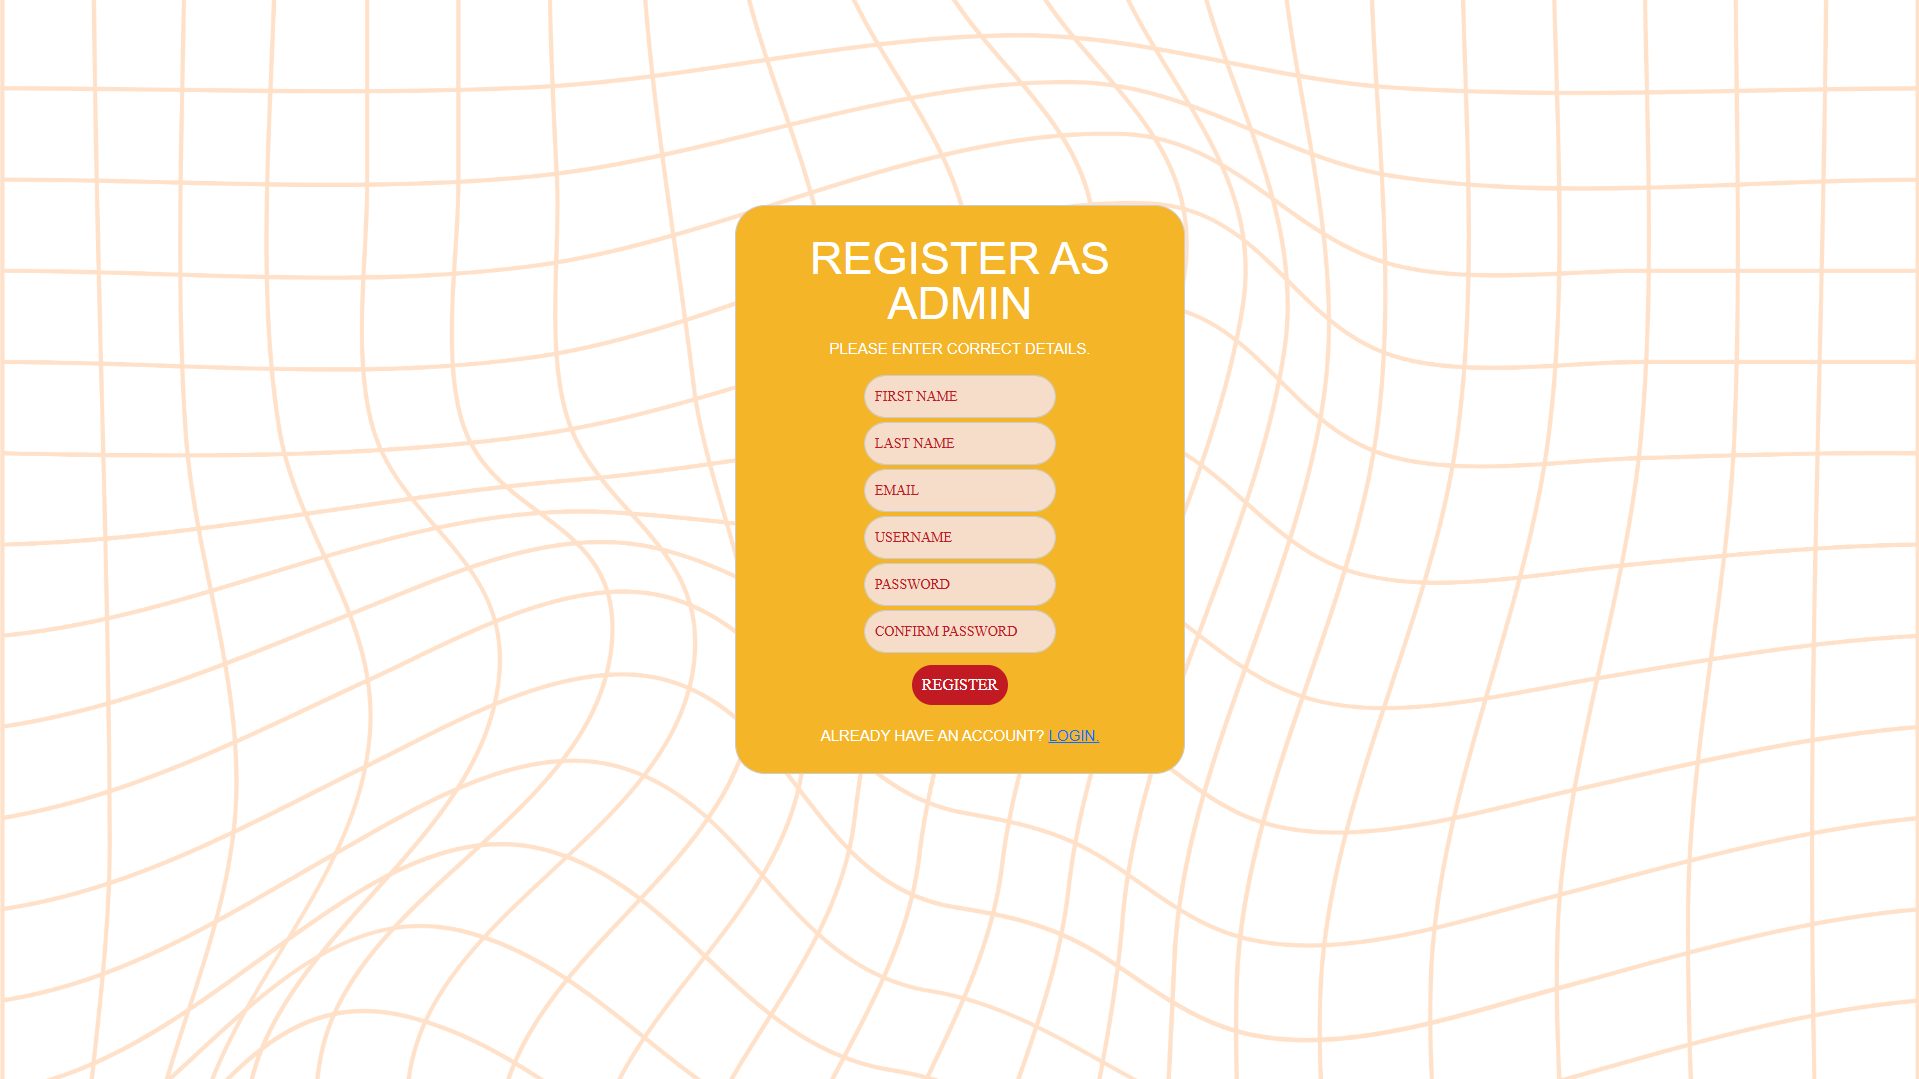 REGISTER AS
ADMIN
PLEASE ENTER CORRECT DETAILS.
FIRST NAME
LAST NAME
EMAIL
USERNAME
PASSWORD
CONFIRM PASSWORD
REGISTER
ALREADY HAVE AN ACCOUNT? LOGIN.